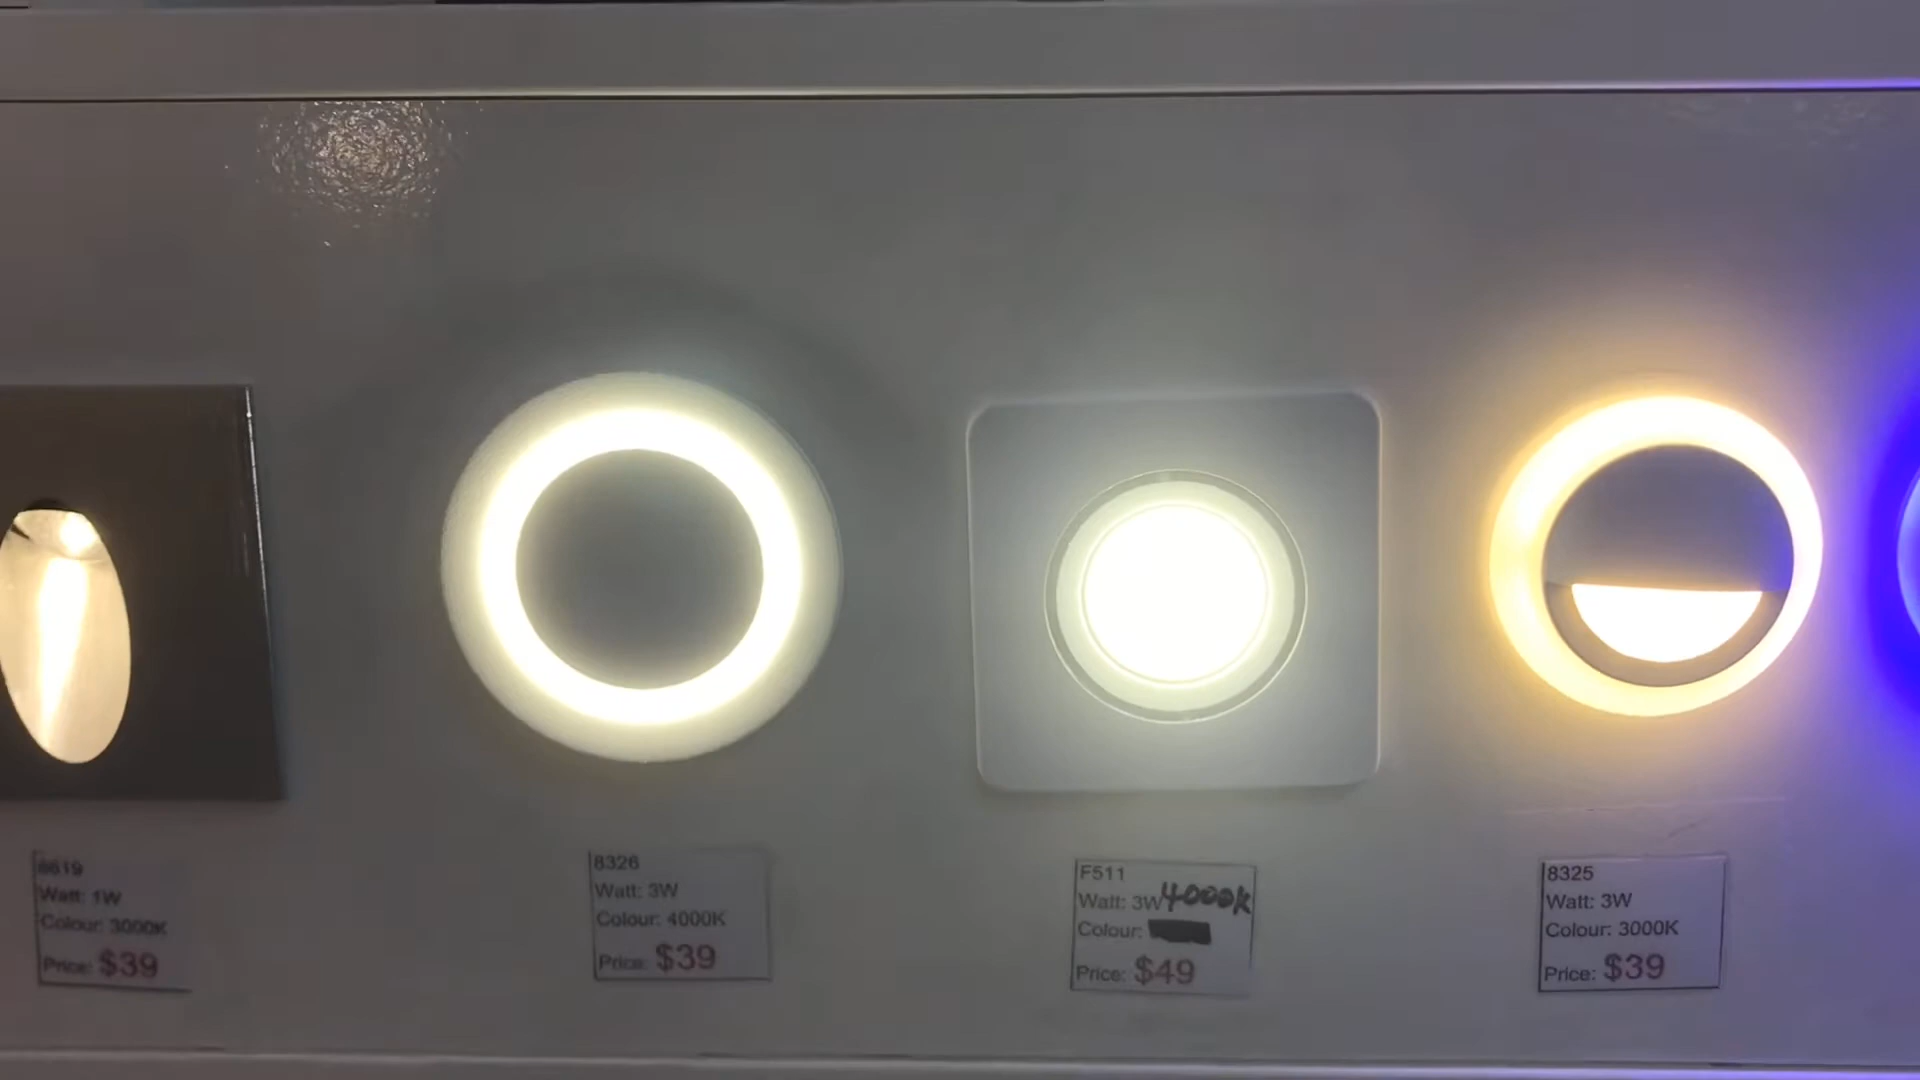 8619
Watt: 1W
Colour: 3000K
Price: $39
8326
Watt: 3W
Colour: 4000K
Price: $39
F511
Watt: 3W 4000K
Colour:
Price: $49
8325
Watt: 3W
Colour: 3000K
Price: $39